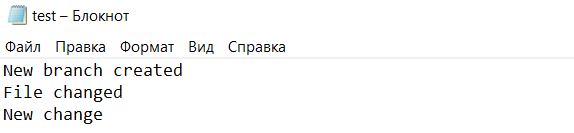 test – Блокнот
Файл Правка Формат Вид Справка
New branch created
File changed
New change